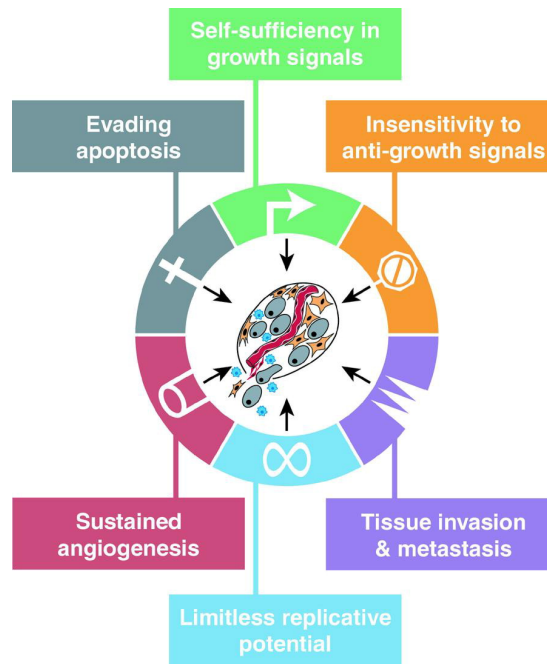 Self-sufficiency in
growth signals
Evading
apoptosis
Insensitivity to
anti-growth signals
Sustained
angiogenesis
Tissue invasion
& metastasis
Limitless replicative
potential